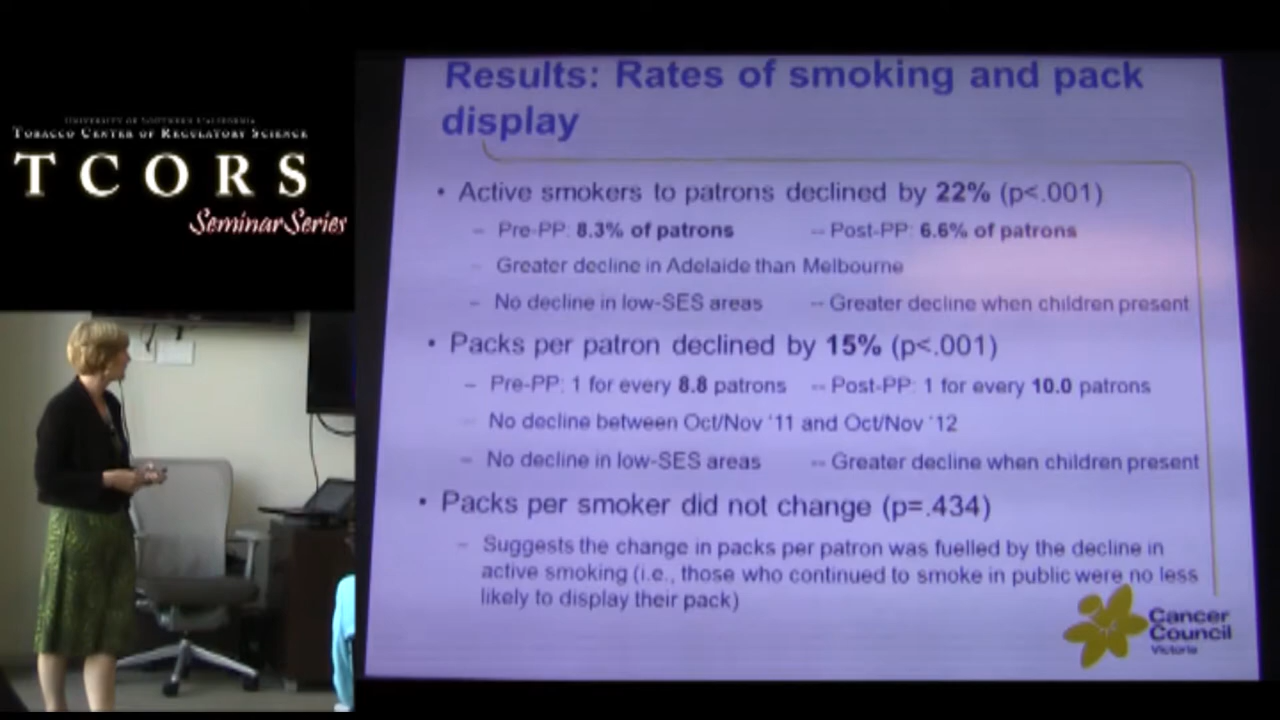 UNIVERSITY OF SOUTHERN CALIFORNIA
TOBACCO CENTER OF REGULATORY SCIENCE
TCORS
Seminar Series
Results: Rates of smoking and pack
display
• Active smokers to patrons declined by 22% (p<.001)
– Pre-PP: 8.3% of patrons -- Post-PP: 6.6% of patrons
– Greater decline in Adelaide than Melbourne
– No decline in low-SES areas -- Greater decline when children present
• Packs per patron declined by 15% (p<.001)
– Pre-PP: 1 for every 8.8 patrons -- Post-PP: 1 for every 10.0 patrons
– No decline between Oct/Nov '11 and Oct/Nov '12
– No decline in low-SES areas -- Greater decline when children present
• Packs per smoker did not change (p=.434)
– Suggests the change in packs per patron was fuelled by the decline in
active smoking (i.e., those who continued to smoke in public were no less
likely to display their pack)
Cancer
Council
Victoria